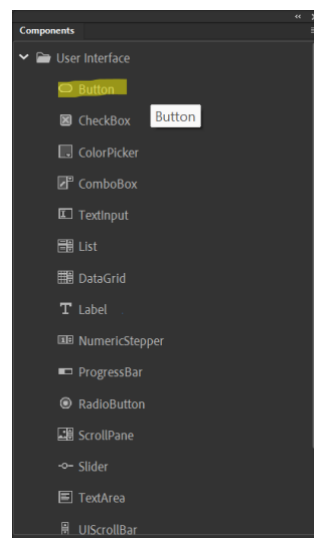 Components
User Interface
Button
CheckBox
Button
ColorPicker
ComboBox
TextInput
List
DataGrid
Label
NumericStepper
ProgressBar
RadioButton
ScrollPane
Slider
TextArea
UIScrollBar